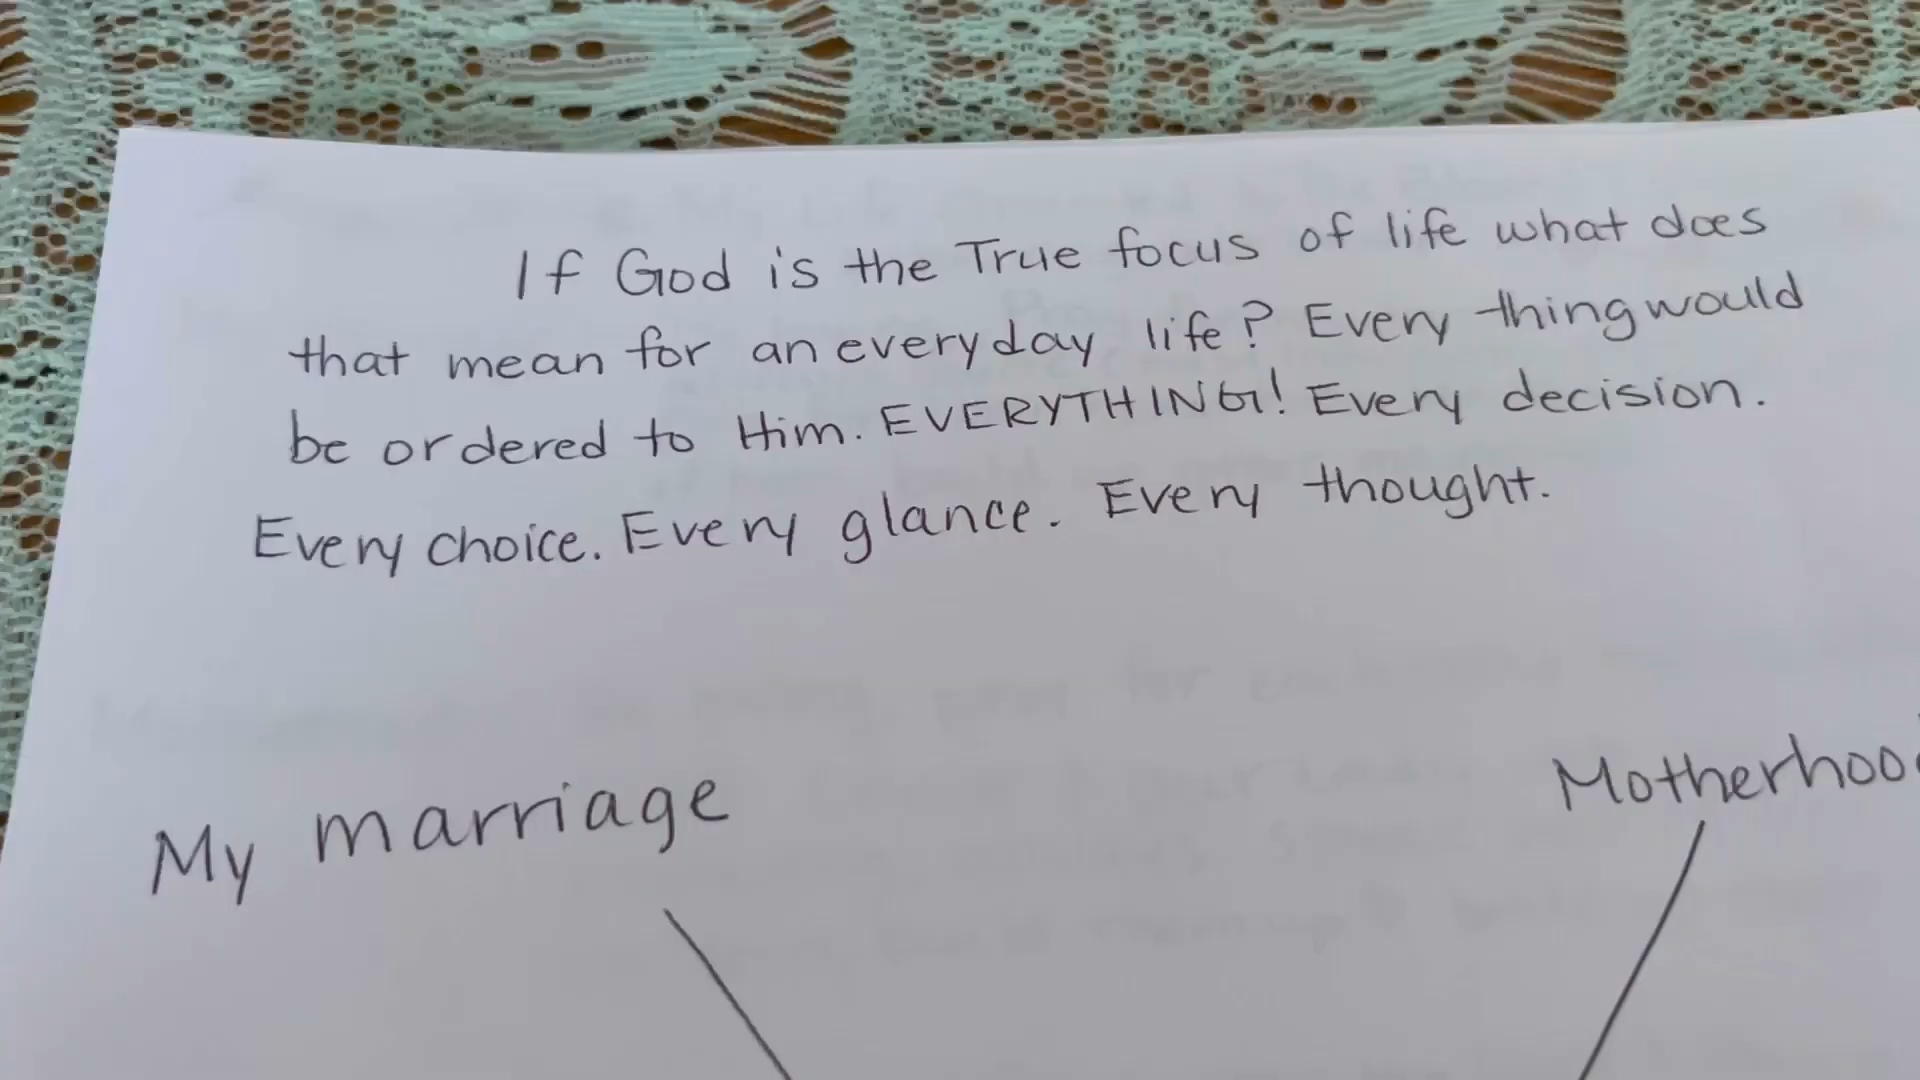 If God is the True focus of life what does
that mean for an everyday life? Every thing would
be ordered to Him. EVERYTHING! Every decision.
Every choice. Every glance. Every thought.
My marriage
Motherhoo